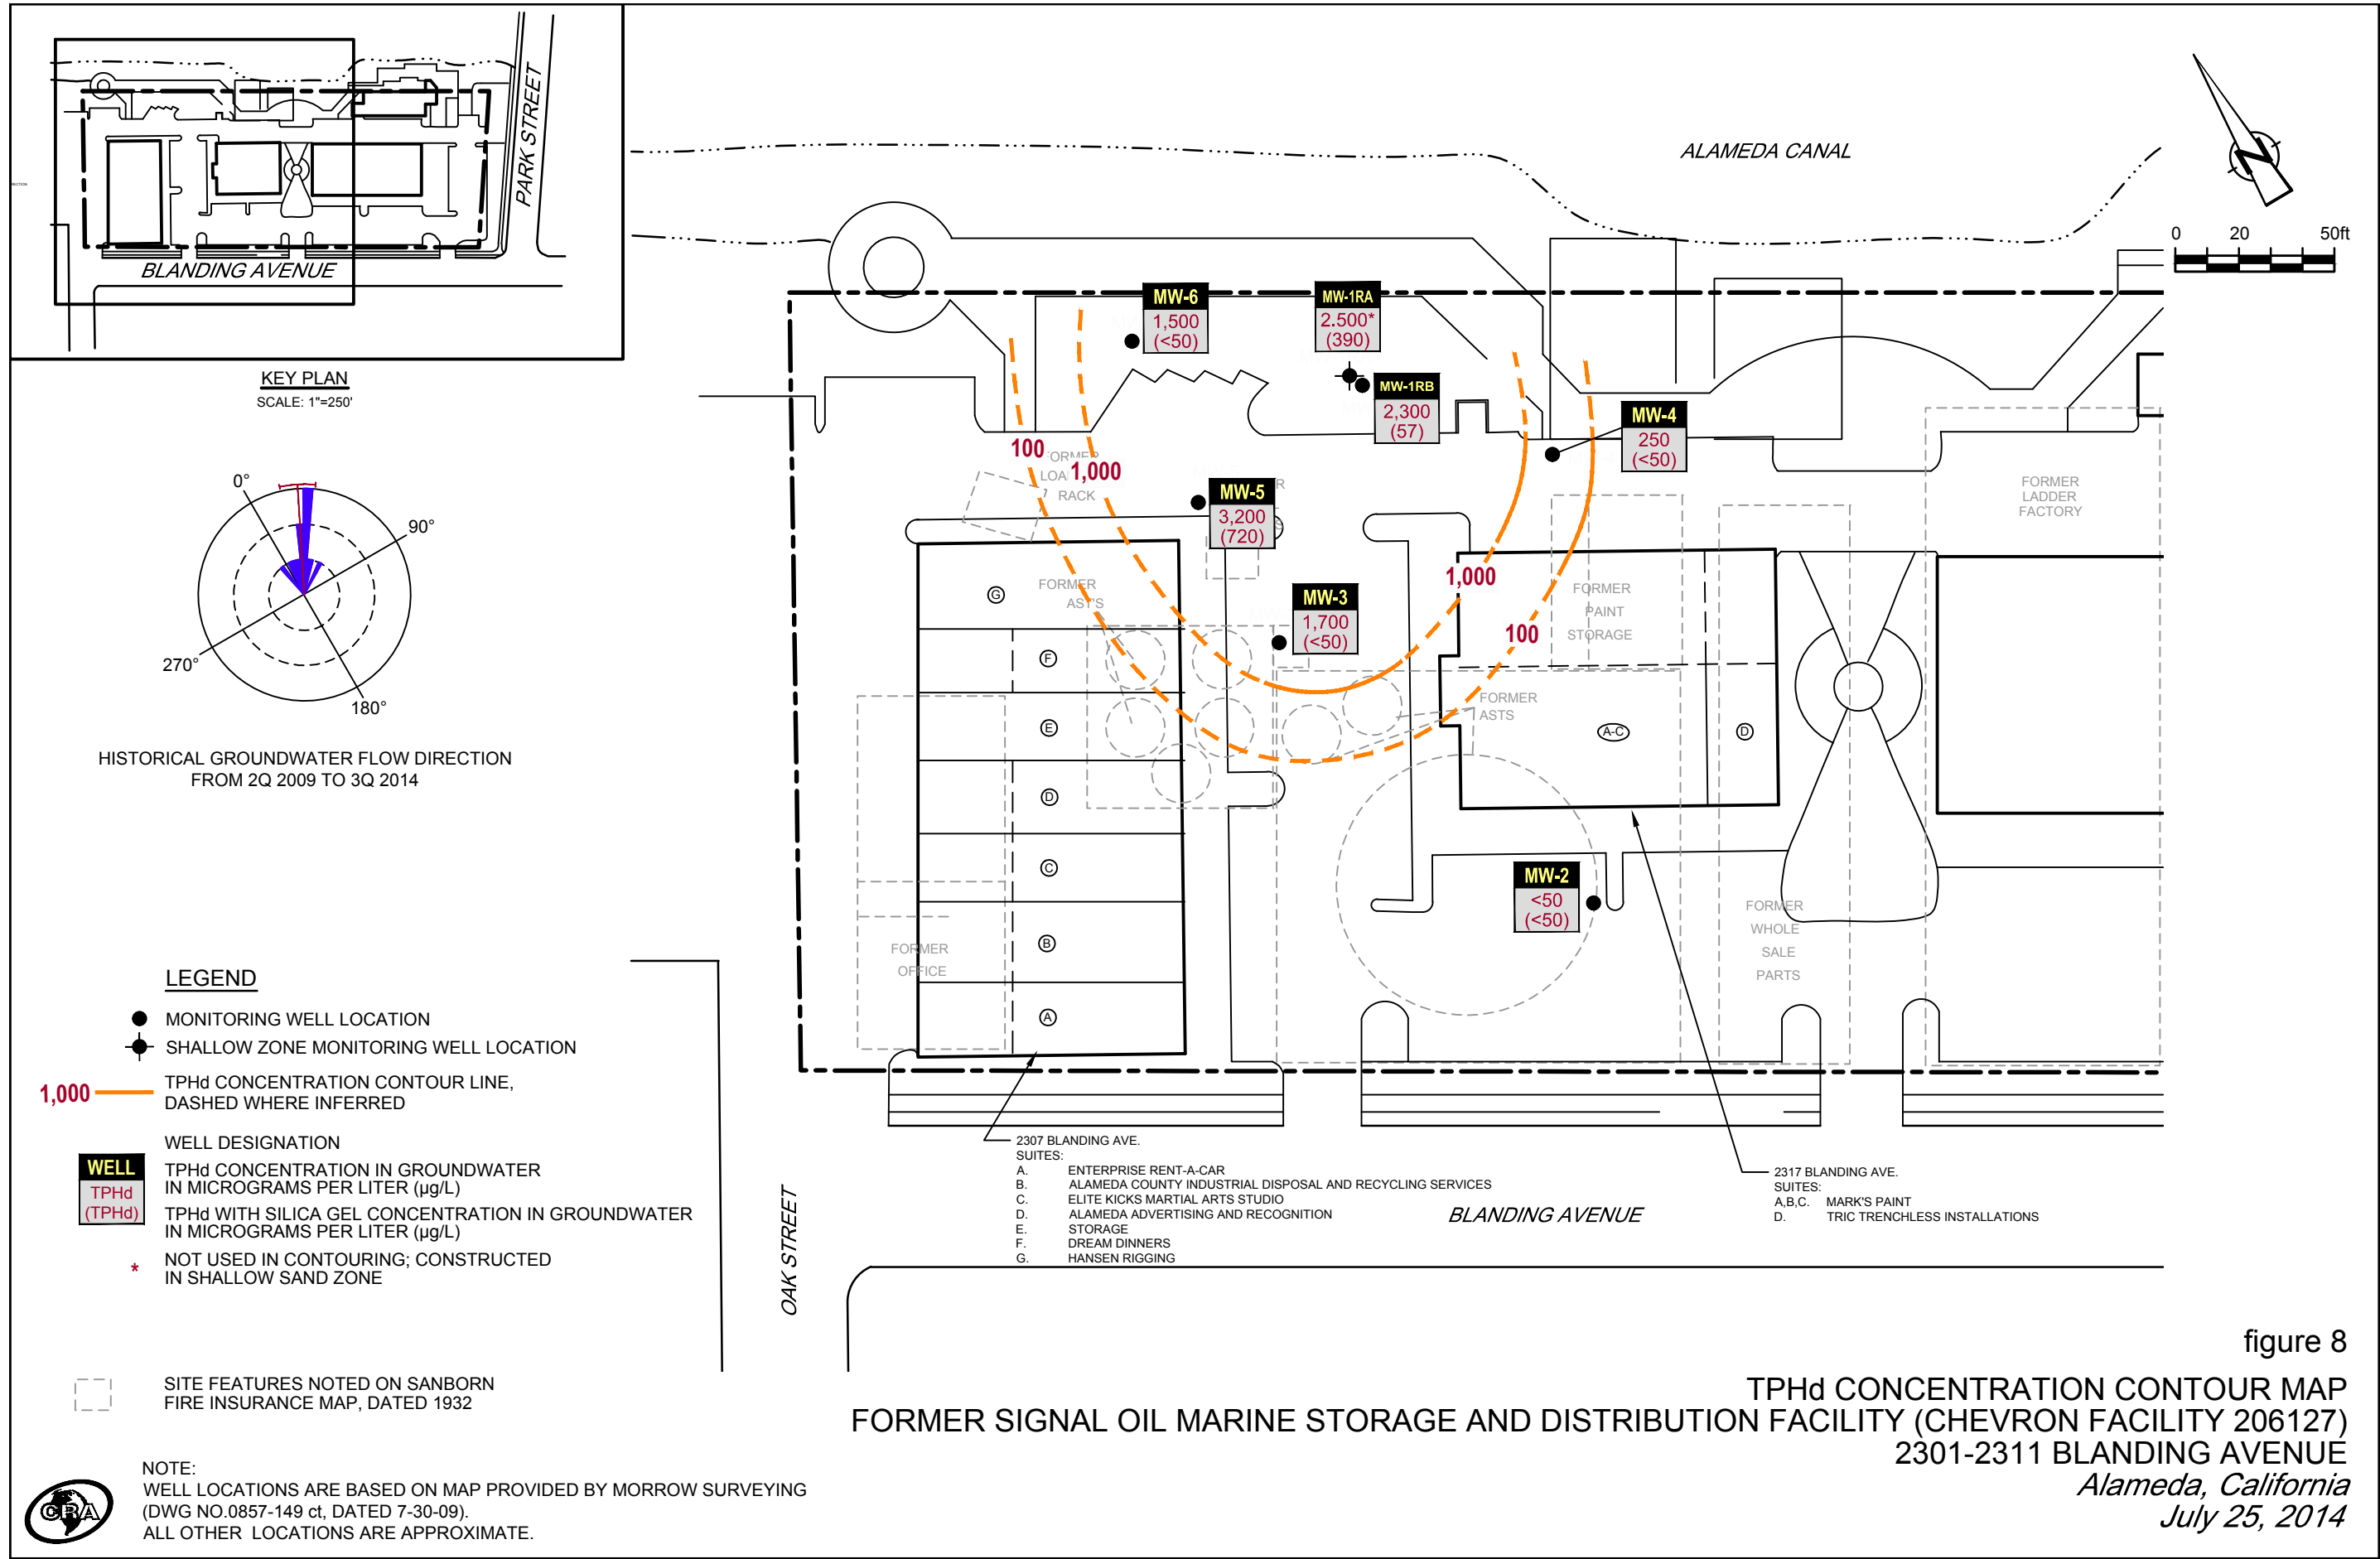 PARK STREET
BLANDING AVENUE
KEY PLAN
SCALE: 1"=250'
0°
90°
270°
180°
HISTORICAL GROUNDWATER FLOW DIRECTION
FROM 2Q 2009 TO 3Q 2014
LEGEND
MONITORING WELL LOCATION
SHALLOW ZONE MONITORING WELL LOCATION
1,000
TPHd CONCENTRATION CONTOUR LINE,
DASHED WHERE INFERRED
WELL DESIGNATION
WELL
TPHd
(TPHd)
TPHd CONCENTRATION IN GROUNDWATER
IN MICROGRAMS PER LITER (µg/L)
TPHd WITH SILICA GEL CONCENTRATION IN GROUNDWATER
IN MICROGRAMS PER LITER (µg/L)
*
NOT USED IN CONTOURING; CONSTRUCTED
IN SHALLOW SAND ZONE
SITE FEATURES NOTED ON SANBORN
FIRE INSURANCE MAP, DATED 1932
NOTE:
WELL LOCATIONS ARE BASED ON MAP PROVIDED BY MORROW SURVEYING
(DWG NO.0857-149 ct, DATED 7-30-09).
ALL OTHER LOCATIONS ARE APPROXIMATE.
CRA
ALAMEDA CANAL
N
0 20 50ft
MW-6
1,500
(<50)
MW-1RA
2.500*
(390)
MW-1RB
2,300
(57)
MW-4
250
(<50)
100
1,000
RACK
MW-5
3,200
(720)
FORMER
LADDER
FACTORY
G
FORMER
AST'S
MW-3
1,700
(<50)
1,000
100
FORMER
PAINT
STORAGE
F
E
D
C
B
A
FORMER
ASTS
A-C
D
MW-2
<50
(<50)
FORMER
OFFICE
FORMER
WHOLE
SALE
PARTS
2307 BLANDING AVE.
SUITES:
A. ENTERPRISE RENT-A-CAR
B. ALAMEDA COUNTY INDUSTRIAL DISPOSAL AND RECYCLING SERVICES
C. ELITE KICKS MARTIAL ARTS STUDIO
D. ALAMEDA ADVERTISING AND RECOGNITION
E. STORAGE
F. DREAM DINNERS
G. HANSEN RIGGING
2317 BLANDING AVE.
SUITES:
A,B,C. MARK'S PAINT
D. TRIC TRENCHLESS INSTALLATIONS
BLANDING AVENUE
OAK STREET
figure 8
TPHd CONCENTRATION CONTOUR MAP
FORMER SIGNAL OIL MARINE STORAGE AND DISTRIBUTION FACILITY (CHEVRON FACILITY 206127)
2301-2311 BLANDING AVENUE
Alameda, California
July 25, 2014